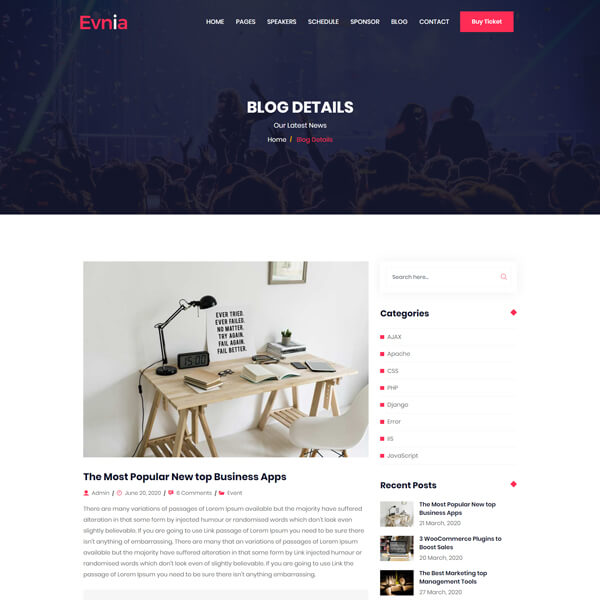 Evnia
HOME PAGES SPEAKERS SCHEDULE SPONSOR BLOG CONTACT Buy Ticket
BLOG DETAILS
Our Latest News
Home / Blog Details
EVER TRIED.
EVER FAILED.
NO MATTER.
TRY AGAIN.
FAIL AGAIN.
FAIL BETTER.
15:00
The Most Popular New top Business Apps
Admin / June 20, 2020 / 6 Comments / Event
There are many variations of passages of Lorem Ipsum available but the majority have suffered
alteration in that some form by injected humour or randomised words which don't look even
slightly believable. If you are going to use Link passage of Lorem Ipsum you need to be sure there
isn't anything of embarrassing. There are many that an variations of passages of Lorem Ipsum
available but the majority have suffered alteration in that some form by Link injected humour or
randomised words which don't look even of slightly believable. If you are going to use Link the
passage of Lorem Ipsum you need to be sure there isn't anything embarrassing.
Search here..
Categories
AJAX
Apache
CSS
PHP
Django
Error
IIS
JavaScript
Recent Posts
The Most Popular New top
Business Apps
21 March, 2020
3 WooCommerce Plugins to
Boost Sales
20 March, 2020
The Best Marketing top
Management Tools
27 March, 2020